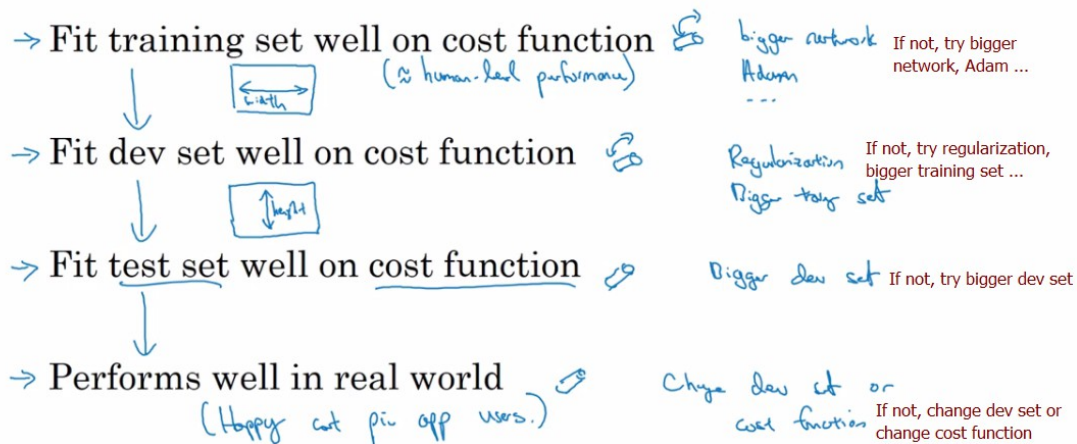 → Fit training set well on cost function
bigger network
If not, try bigger
network, Adam ...
(≈ human-level performance)
Adam
...
width
→ Fit dev set well on cost function
Regularization
If not, try regularization,
bigger training set ...
Bigger set
height
→ Fit test set well on cost function
Bigger dev set
If not, try bigger dev set
→ Performs well in real world
Change dev set or
cost function
If not, change dev set or
change cost function
(Happy cat pic app users.)